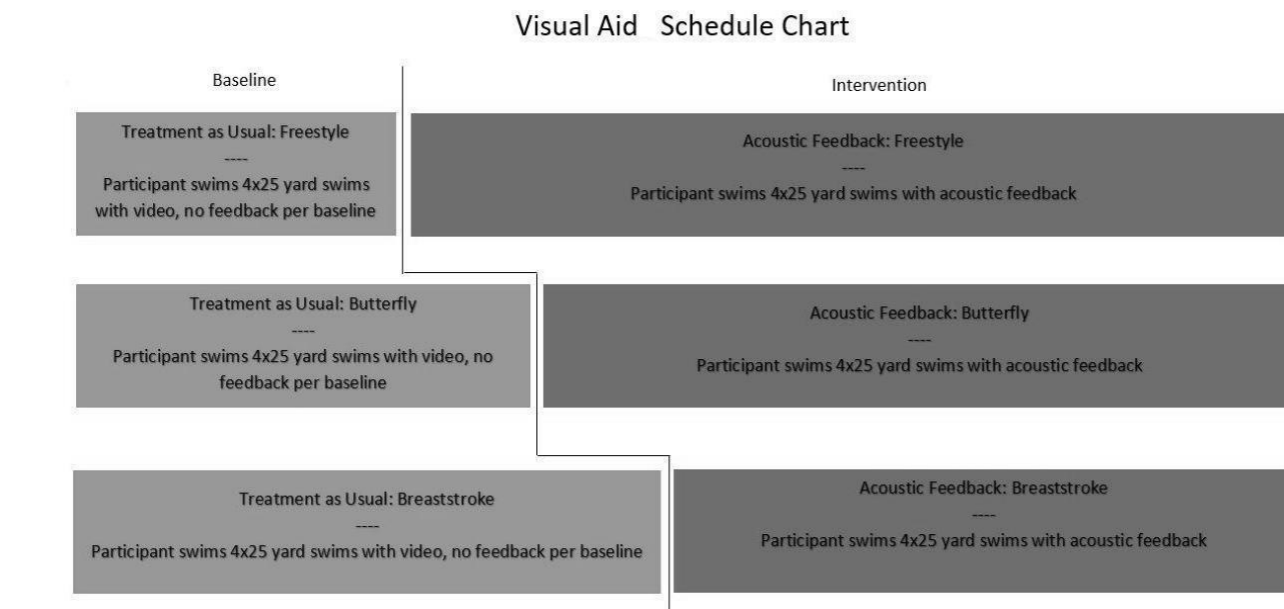 Visual Aid   Schedule Chart
Baseline
Intervention
Treatment as Usual: Freestyle
----
Participant swims 4x25 yard swims
with video, no feedback per baseline
Acoustic Feedback: Freestyle
----
Participant swims 4x25 yard swims with acoustic feedback
Treatment as Usual: Butterfly
----
Participant swims 4x25 yard swims with video, no
feedback per baseline
Acoustic Feedback: Butterfly
----
Participant swims 4x25 yard swims with acoustic feedback
Treatment as Usual: Breaststroke
----
Participant swims 4x25 yard swims with video, no feedback per baseline
Acoustic Feedback: Breaststroke
----
Participant swims 4x25 yard swims with acoustic feedback